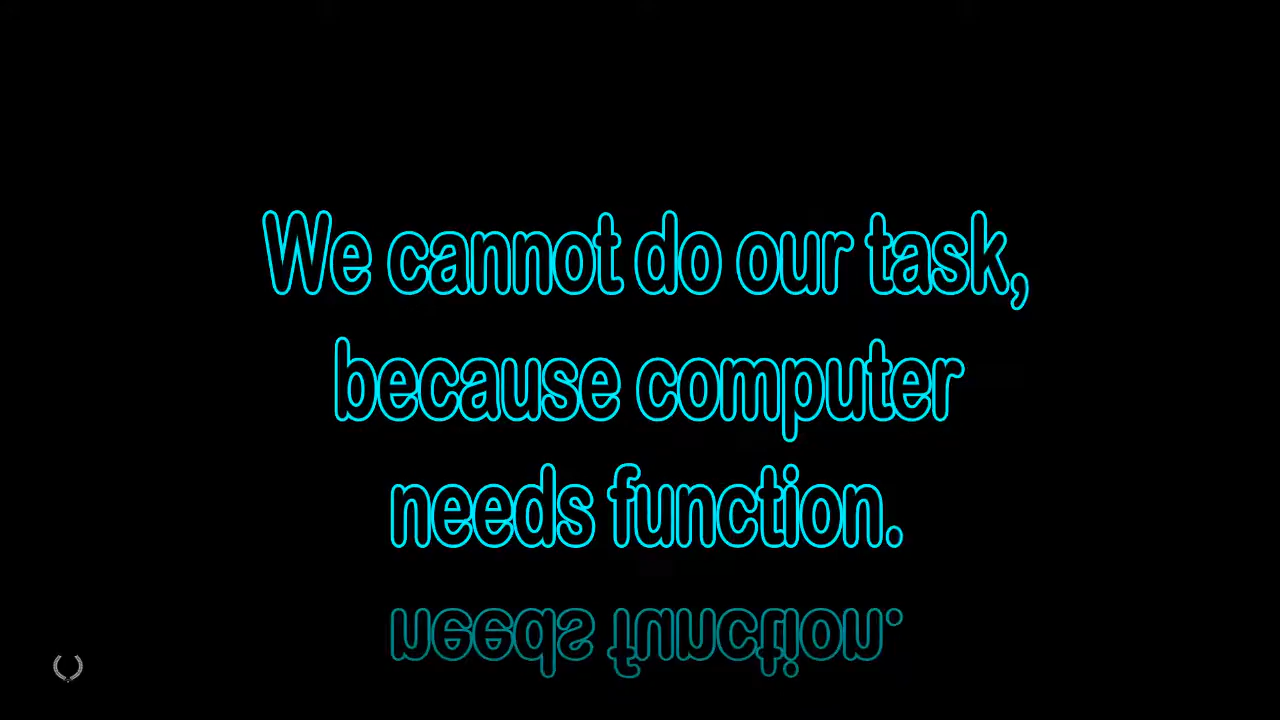 We cannot do our task,
because computer
needs function.